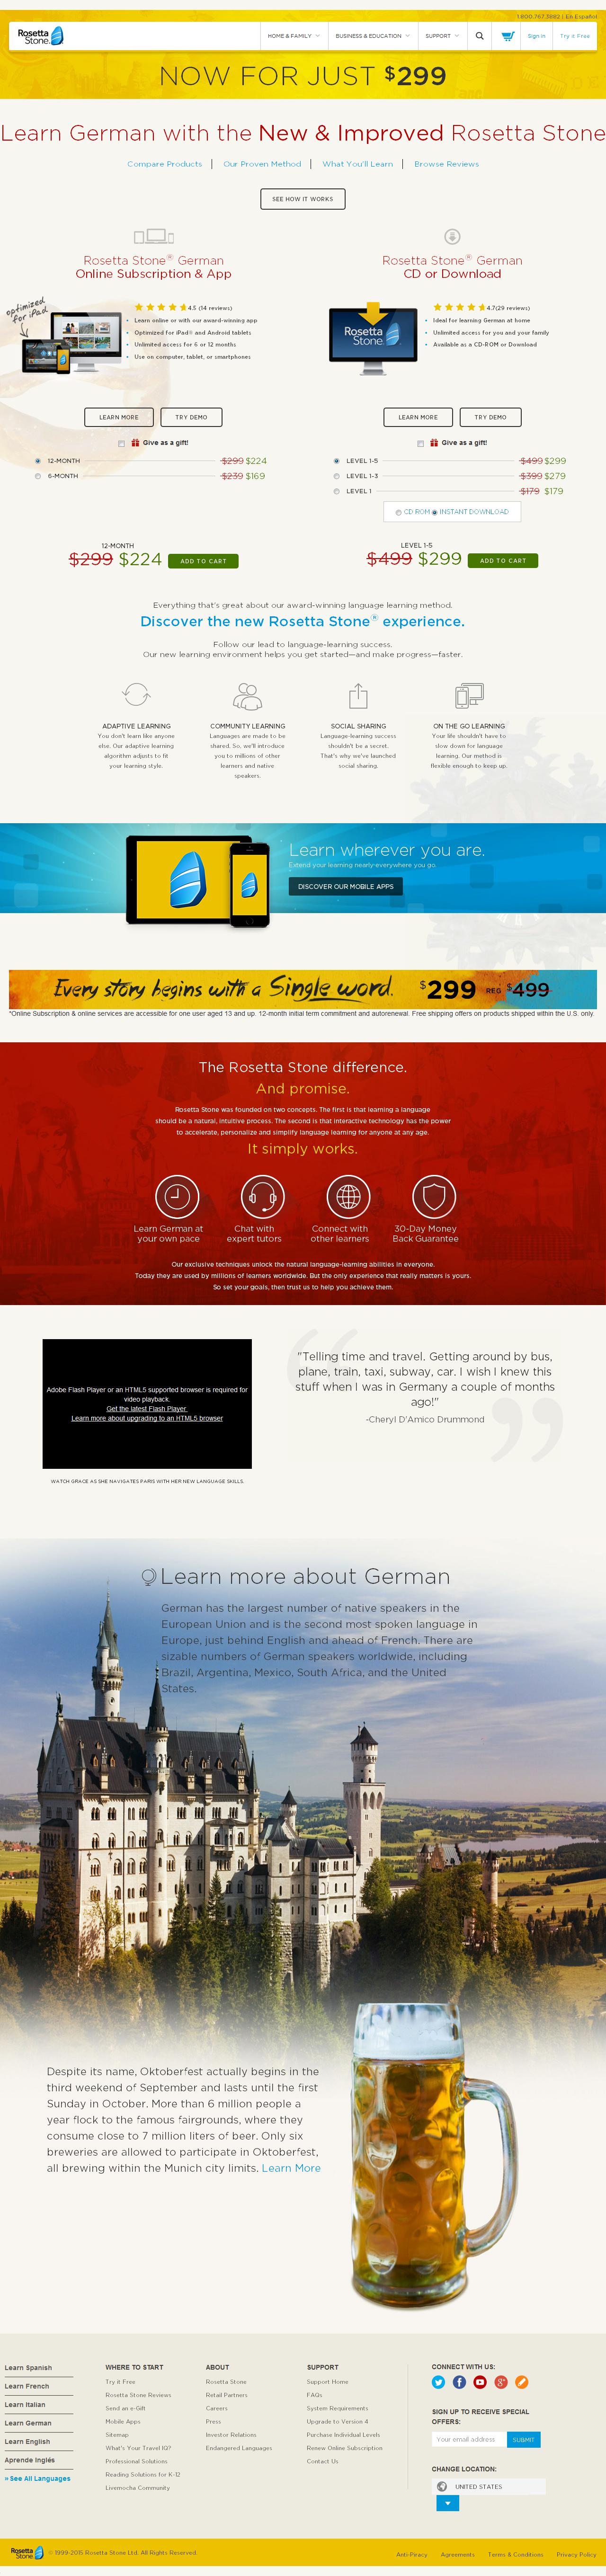 1.800.767.3882 | En Español
Rosetta Stone.
HOME & FAMILY
BUSINESS & EDUCATION
SUPPORT
Sign in
Try it Free
NOW FOR JUST $299
Learn German with the New & Improved Rosetta Stone
Compare Products | Our Proven Method | What You'll Learn | Browse Reviews
SEE HOW IT WORKS
Rosetta Stone® German
Online Subscription & App
optimized for iPad
4.5 (14 reviews)
Learn online or with our award-winning app
Optimized for iPad® and Android tablets
Unlimited access for 6 or 12 months
Use on computer, tablet, or smartphones
LEARN MORE
TRY DEMO
Give as a gift!
12-MONTH $299 $224
6-MONTH $239 $169
12-MONTH
$299 $224 ADD TO CART
Rosetta Stone® German
CD or Download
Rosetta Stone
4.7(29 reviews)
Ideal for learning German at home
Unlimited access for you and your family
Available as a CD-ROM or Download
LEARN MORE
TRY DEMO
Give as a gift!
LEVEL 1-5 $499 $299
LEVEL 1-3 $399 $279
LEVEL 1 $179 $179
CD ROM INSTANT DOWNLOAD
LEVEL 1-5
$499 $299 ADD TO CART
Everything that's great about our award-winning language learning method.
Discover the new Rosetta Stone® experience.
Follow our lead to language-learning success.
Our new learning environment helps you get started—and make progress—faster.
ADAPTIVE LEARNING
You don't learn like anyone
else. Our adaptive learning
algorithm adjusts to fit
your learning style.
COMMUNITY LEARNING
Languages are made to be
shared. So, we'll introduce
you to millions of other
learners and native
speakers.
SOCIAL SHARING
Language-learning success
shouldn't be a secret.
That's why we've launched
social sharing.
ON THE GO LEARNING
Your life shouldn't have to
slow down for language
learning. Our method is
flexible enough to keep up.
Learn wherever you are.
Extend your learning nearly everywhere you go.
DISCOVER OUR MOBILE APPS
Every story begins with a Single word. $299 REG $499
*Online Subscription & online services are accessible for one user aged 13 and up. 12-month initial term commitment and autorenewal. Free shipping offers on products shipped within the U.S. only.
The Rosetta Stone difference.
And promise.
Rosetta Stone was founded on two concepts. The first is that learning a language
should be a natural, intuitive process. The second is that interactive technology has the power
to accelerate, personalize and simplify language learning for anyone at any age.
It simply works.
Learn German at
your own pace
Chat with
expert tutors
Connect with
other learners
30-Day Money
Back Guarantee
Our exclusive techniques unlock the natural language-learning abilities in everyone.
Today they are used by millions of learners worldwide. But the only experience that really matters is yours.
So set your goals, then trust us to help you achieve them.
Adobe Flash Player or an HTML5 supported browser is required for
video playback.
Get the latest Flash Player
Learn more about upgrading to an HTML5 browser
WATCH GRACE AS SHE NAVIGATES PARIS WITH HER NEW LANGUAGE SKILLS.
"Telling time and travel. Getting around by bus,
plane, train, taxi, subway, car. I wish I knew this
stuff when I was in Germany a couple of months
ago!"
-Cheryl D'Amico Drummond
Learn more about German
German has the largest number of native speakers in the
European Union and is the second most spoken language in
Europe, just behind English and ahead of French. There are
sizable numbers of German speakers worldwide, including
Brazil, Argentina, Mexico, South Africa, and the United
States.
Despite its name, Oktoberfest actually begins in the
third weekend of September and lasts until the first
Sunday in October. More than 6 million people a
year flock to the famous fairgrounds, where they
consume close to 7 million liters of beer. Only six
breweries are allowed to participate in Oktoberfest,
all brewing within the Munich city limits. Learn More
Learn Spanish
Learn French
Learn Italian
Learn German
Learn English
Aprende Inglés
» See All Languages
WHERE TO START
Try it Free
Rosetta Stone Reviews
Send an e-Gift
Mobile Apps
Sitemap
What's Your Travel IQ?
Professional Solutions
Reading Solutions for K-12
Livemocha Community
ABOUT
Rosetta Stone
Retail Partners
Careers
Press
Investor Relations
Endangered Languages
SUPPORT
Support Home
FAQs
System Requirements
Upgrade to Version 4
Purchase Individual Levels
Renew Online Subscription
Contact Us
CONNECT WITH US:
SIGN UP TO RECEIVE SPECIAL
OFFERS:
Your email address SUBMIT
CHANGE LOCATION:
UNITED STATES
Rosetta Stone
© 1999-2015 Rosetta Stone Ltd. All Rights Reserved.
Anti-Piracy
Agreements
Terms & Conditions
Privacy Policy